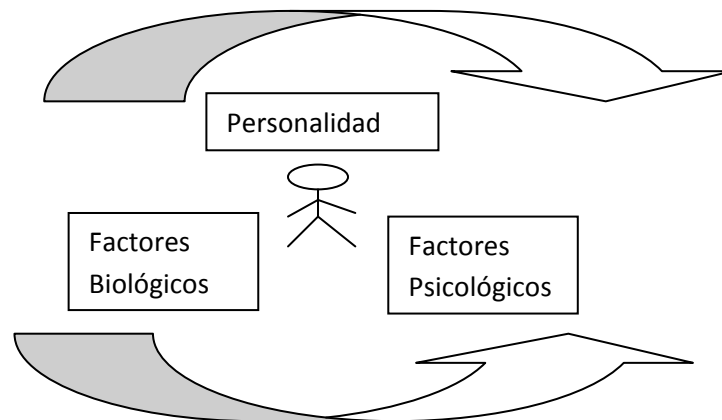 Personalidad
Factores
Biológicos
Factores
Psicológicos